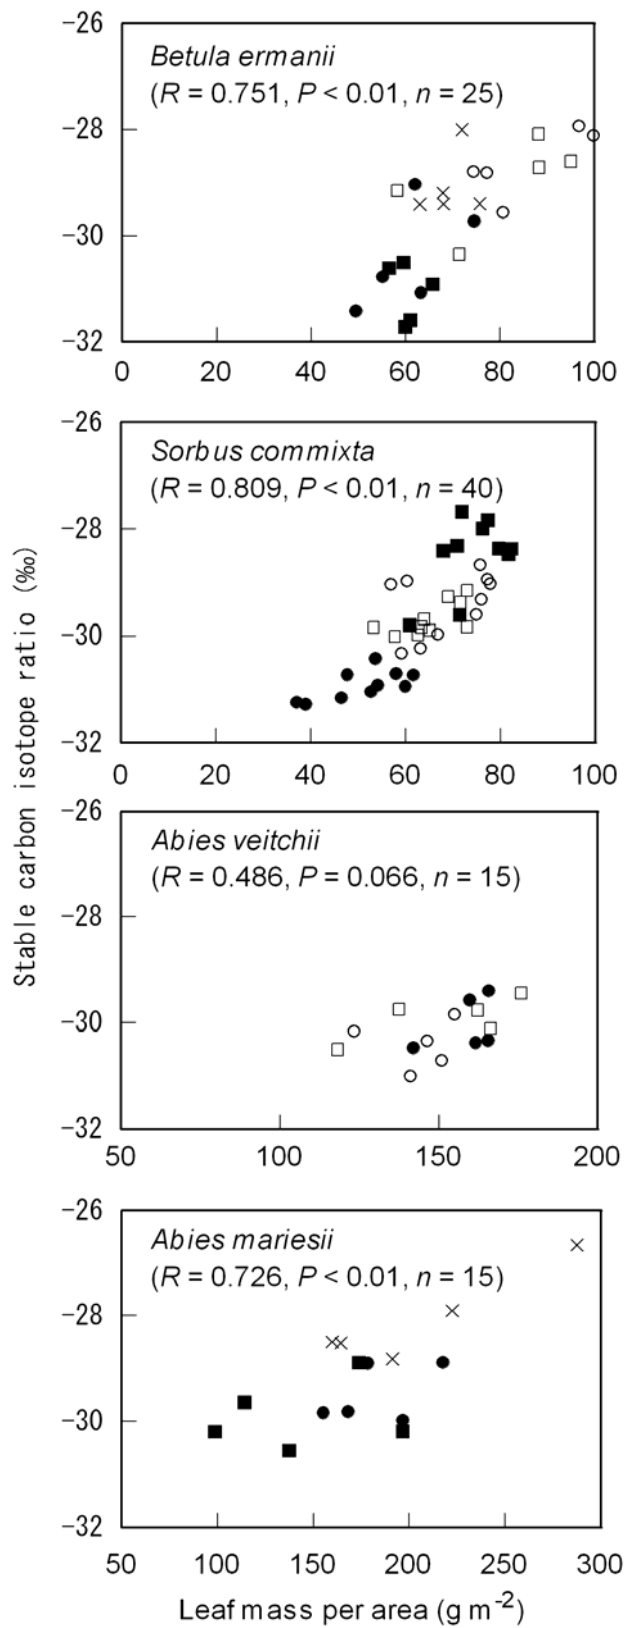 Stable carbon isotope ratio (‰)
-26
Betula ermanii
(R = 0.751, P < 0.01, n = 25)
-28
-30
-32
0 20 40 60 80 100
-26
Sorbus commixta
(R = 0.809, P < 0.01, n = 40)
-28
-30
-32
0 20 40 60 80 100
-26
Abies veitchii
(R = 0.486, P = 0.066, n = 15)
-28
-30
-32
50 100 150 200
-26
Abies mariesii
(R = 0.726, P < 0.01, n = 15)
-28
-30
-32
50 100 150 200 250 300
Leaf mass per area (g m⁻²)